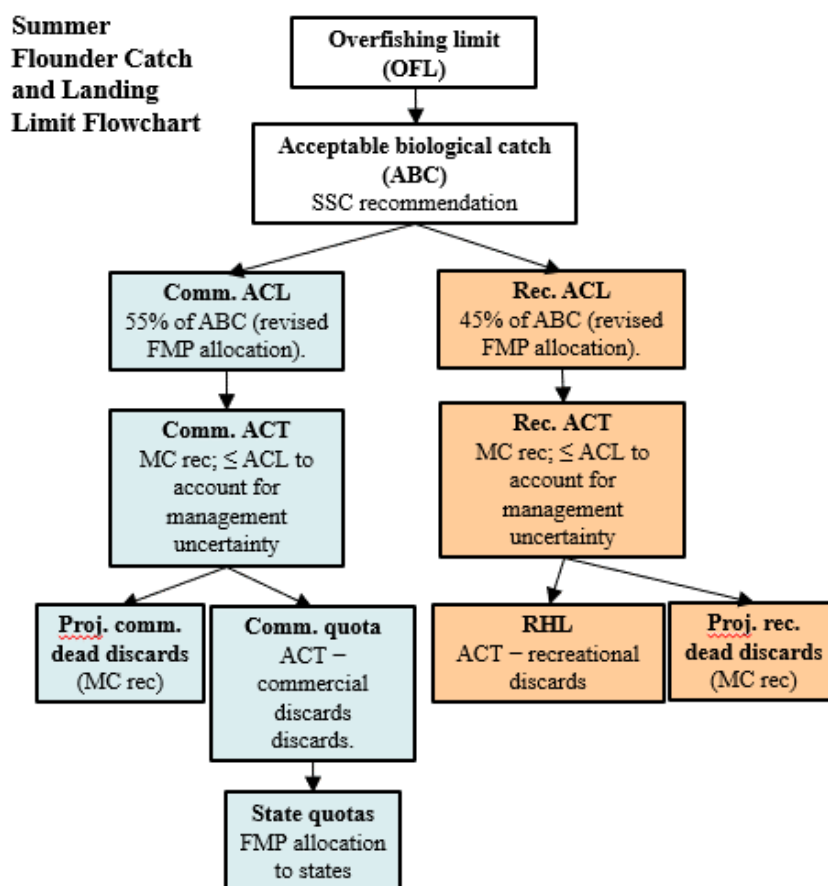 Summer
Flounder Catch
and Landing
Limit Flowchart
Overfishing limit
(OFL)
Acceptable biological catch
(ABC)
SSC recommendation
Comm. ACL
55% of ABC (revised
FMP allocation).
Rec. ACL
45% of ABC (revised
FMP allocation).
Comm. ACT
MC rec; ≤ ACL to
account for
management
uncertainty
Rec. ACT
MC rec; ≤ ACL to
account for
management
uncertainty
Proj. comm.
dead discards
(MC rec)
Comm. quota
ACT −
commercial
discards
discards.
RHL
ACT − recreational
discards
Proj. rec.
dead discards
(MC rec)
State quotas
FMP allocation
to states